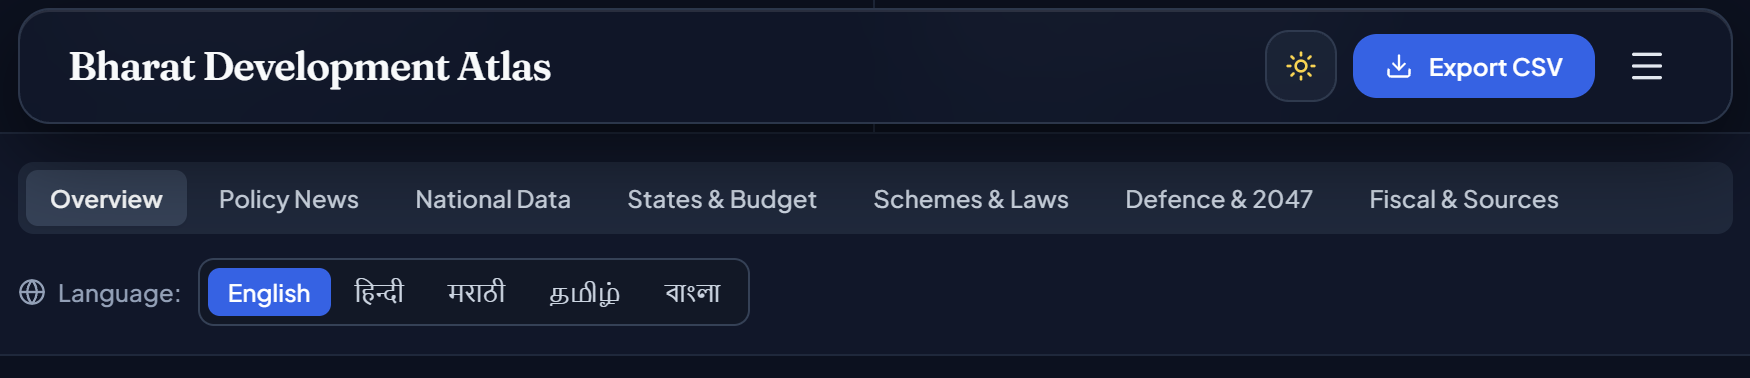 Bharat Development Atlas
Export CSV
Overview Policy News National Data States & Budget Schemes & Laws Defence & 2047 Fiscal & Sources
Language: English हिन्दी मराठी தமிழ் বাংলা